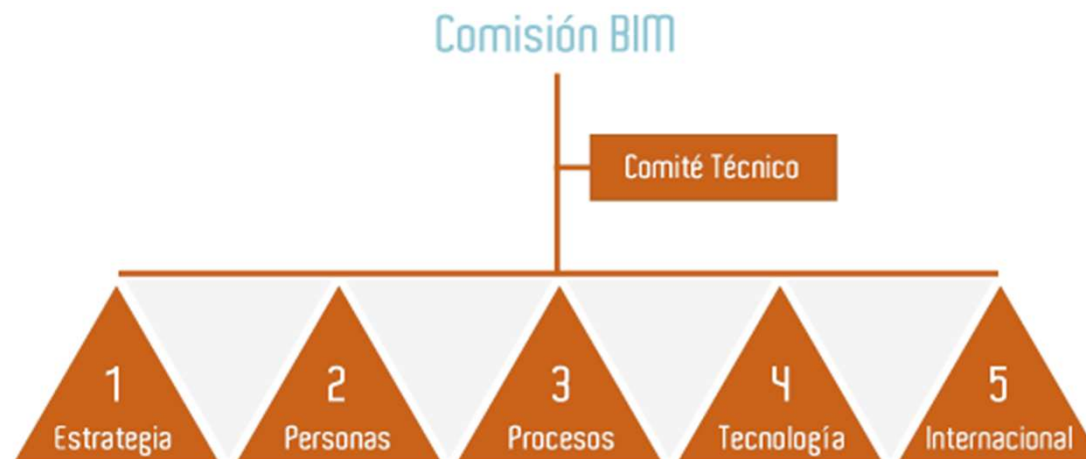 Comisión BIM
Comité Técnico
1
Estrategia
2
Personas
3
Procesos
4
Tecnología
5
Internacional